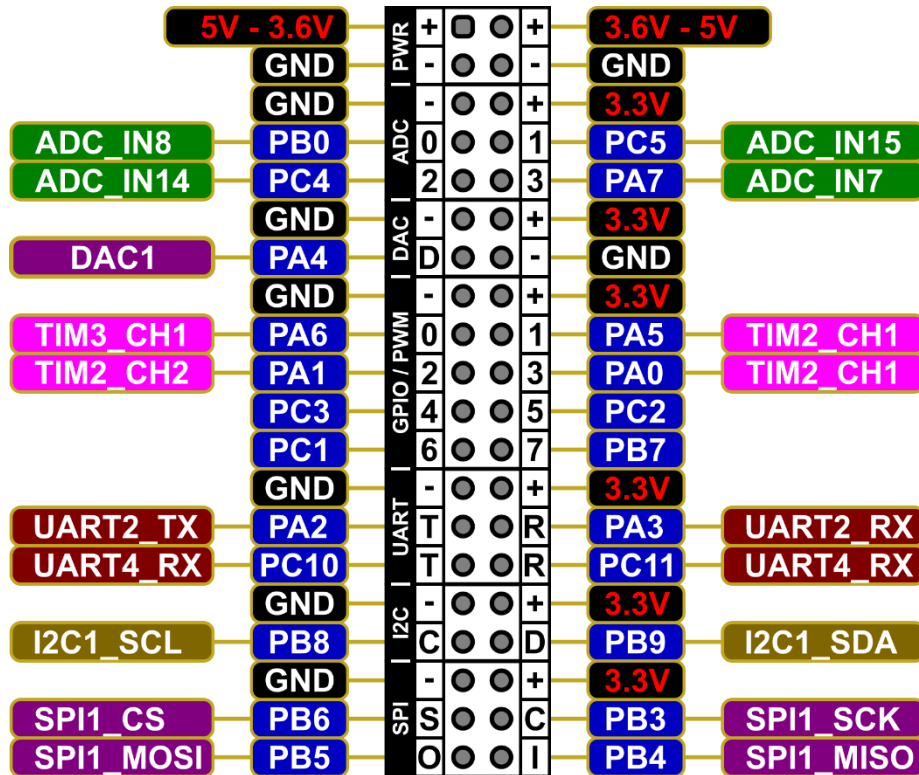 5V - 3.6V + + 3.6V - 5V
PWR
GND - - GND
GND - + 3.3V
ADC
ADC_IN8 PB0 0 1 PC5 ADC_IN15
ADC_IN14 PC4 2 3 PA7 ADC_IN7
GND - + 3.3V
DAC
DAC1 PA4 D - GND
GND - + 3.3V
GPIO / PWM
TIM3_CH1 PA6 0 1 PA5 TIM2_CH1
TIM2_CH2 PA1 2 3 PA0 TIM2_CH1
PC3 4 5 PC2
PC1 6 7 PB7
GND - + 3.3V
UART
UART2_TX PA2 T R PA3 UART2_RX
UART4_RX PC10 T R PC11 UART4_RX
GND - + 3.3V
I2C
I2C1_SCL PB8 C D PB9 I2C1_SDA
GND - + 3.3V
SPI
SPI1_CS PB6 S C PB3 SPI1_SCK
SPI1_MOSI PB5 O I PB4 SPI1_MISO